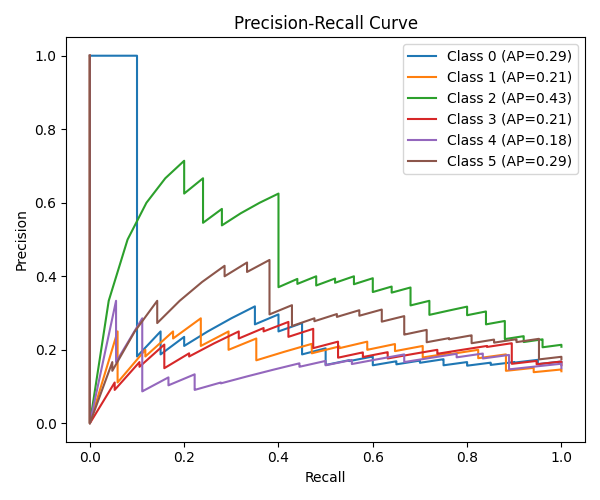 Precision-Recall Curve
Precision
1.0
0.8
0.6
0.4
0.2
0.0
Class 0 (AP=0.29)
Class 1 (AP=0.21)
Class 2 (AP=0.43)
Class 3 (AP=0.21)
Class 4 (AP=0.18)
Class 5 (AP=0.29)
0.0 0.2 0.4 0.6 0.8 1.0
Recall